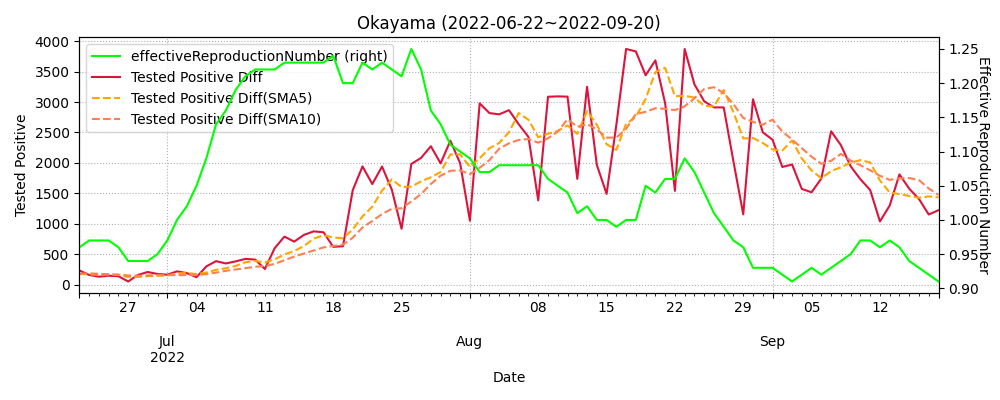 Okayama (2022-06-22~2022-09-20)
effectiveReproductionNumber (right)
Tested Positive Diff
Tested Positive Diff(SMA5)
Tested Positive Diff(SMA10)
Tested Positive
4000
3500
3000
2500
2000
1500
1000
500
0
Effective Reproduction Number
1.25
1.20
1.15
1.10
1.05
1.00
0.95
0.90
27 04 11 18 25 08 15 22 29 05 12
Jul Aug Sep
2022
Date